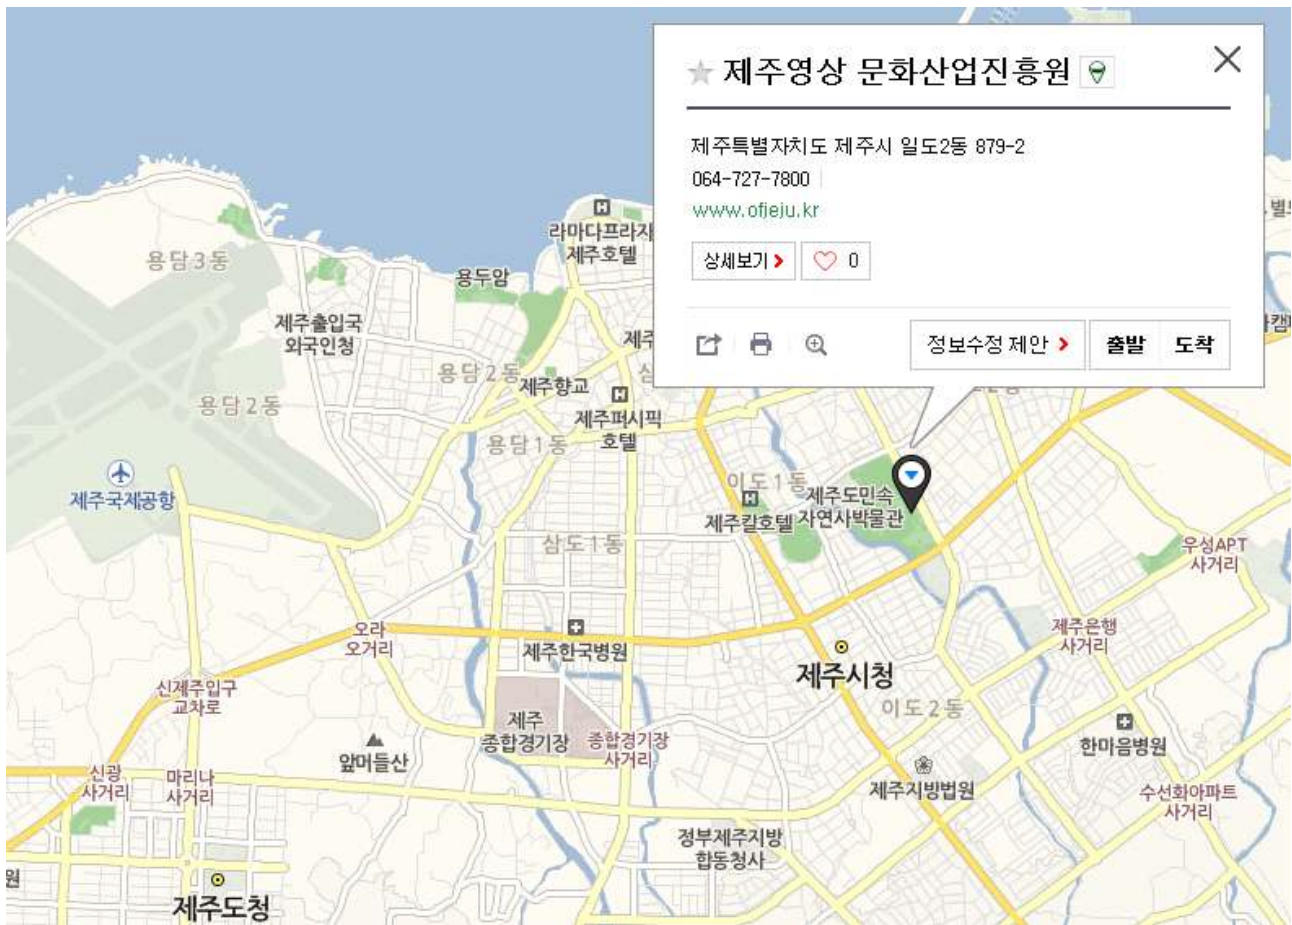 제주영상 문화산업진흥원
제주특별자치도 제주시 일도2동 879-2
064-727-7800
www.ofjeju.kr
상세보기
0
정보수정 제안
출발
도착
라마다프라자
제주호텔
용담3동
용두암
제주출입국
외국인청
용담2동
제주향교
용담2동
제주퍼시픽
호텔
용담1동
제주국제공항
이도1동
제주도민속
자연사박물관
제주칼호텔
삼도1동
우성APT
사거리
오라
오거리
제주한국병원
제주은행
사거리
제주시청
신제주입구
교차로
이도2동
제주
종합경기장
종합경기장
사거리
한마음병원
앞머들산
신광
사거리
마리나
사거리
제주지방법원
수선화아파트
사거리
정부제주지방
합동청사
제주도청